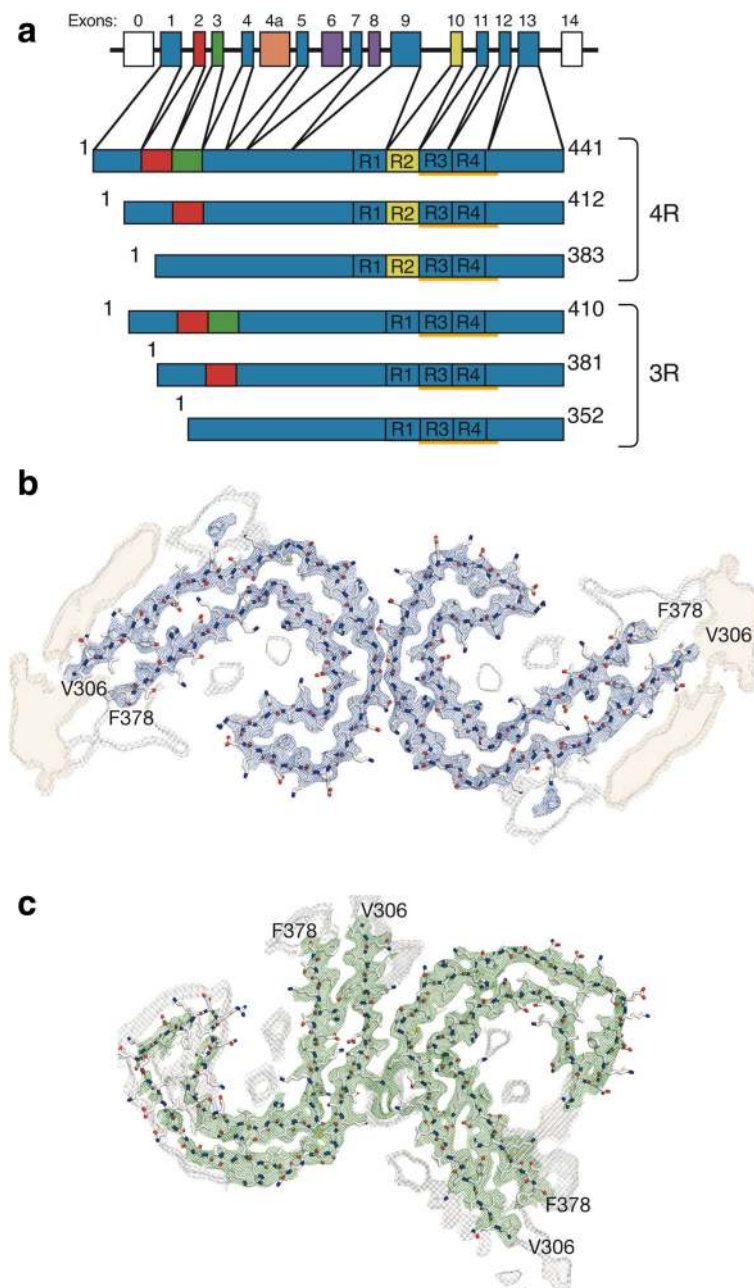 a
Exons: 0 1 2 3 4 4a 5 6 7 8 9 10 11 12 13 14
1 R1 R2 R3 R4 441
1 R1 R2 R3 R4 412
4R
1 R1 R2 R3 R4 383
1 R1 R3 R4 410
1 R1 R3 R4 381
3R
1 R1 R3 R4 352
b
F378
V306
V306
F378
c
V306
F378
F378
V306